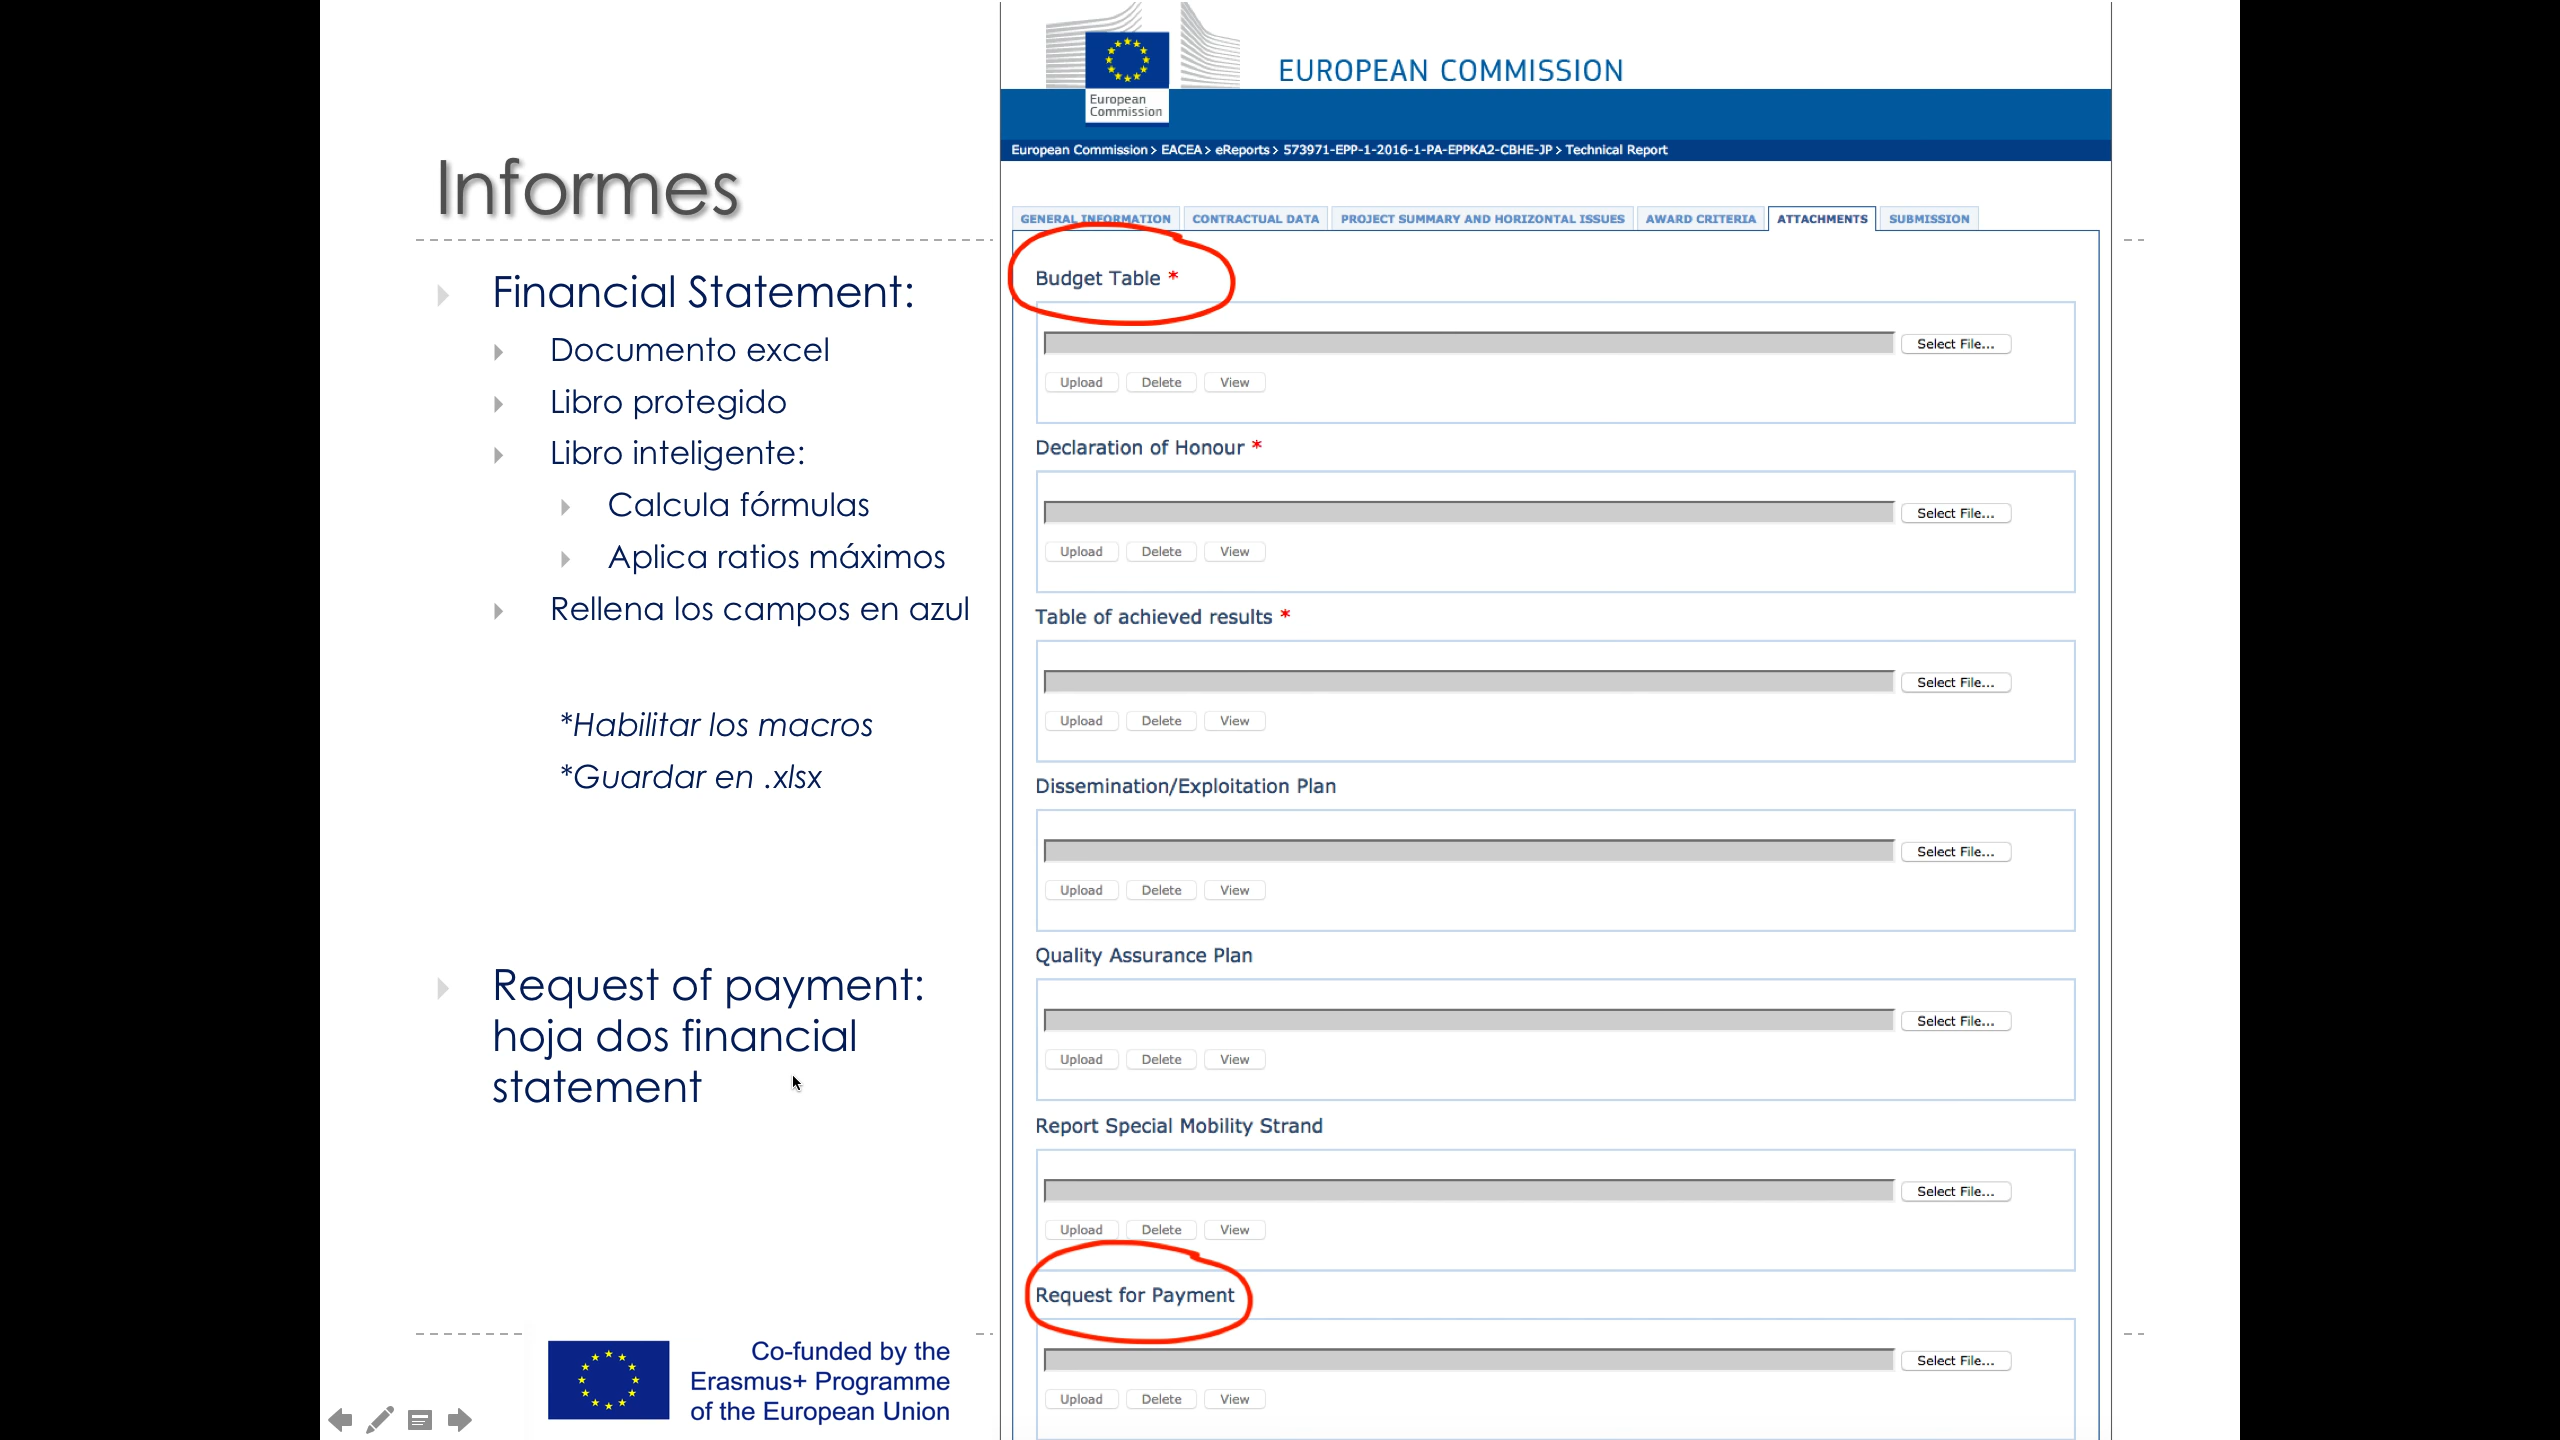 Informes
Financial Statement:
Documento excel
Libro protegido
Libro inteligente:
Calcula fórmulas
Aplica ratios máximos
Rellena los campos en azul
*Habilitar los macros
*Guardar en .xlsx
Request of payment:
hoja dos financial
statement
Co-funded by the
Erasmus+ Programme
of the European Union
European
Commission
EUROPEAN COMMISSION
European Commission > EACEA > eReports > 573971-EPP-1-2016-1-PA-EPPKA2-CBHE-JP > Technical Report
GENERAL INFORMATION CONTRACTUAL DATA PROJECT SUMMARY AND HORIZONTAL ISSUES AWARD CRITERIA ATTACHMENTS SUBMISSION
Budget Table *
Select File...
Upload Delete View
Declaration of Honour *
Select File...
Upload Delete View
Table of achieved results *
Select File...
Upload Delete View
Dissemination/Exploitation Plan
Select File...
Upload Delete View
Quality Assurance Plan
Select File...
Upload Delete View
Report Special Mobility Strand
Select File...
Upload Delete View
Request for Payment
Select File...
Upload Delete View